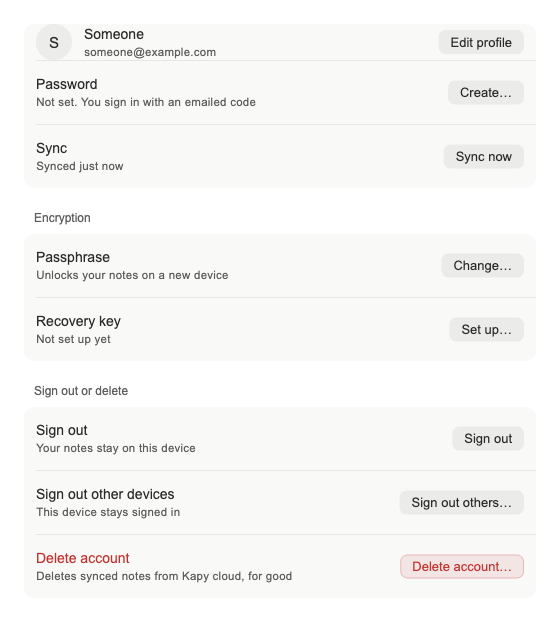 S
Someone
someone@example.com
Edit profile
Password
Not set. You sign in with an emailed code
Create…
Sync
Synced just now
Sync now
Encryption
Passphrase
Unlocks your notes on a new device
Change…
Recovery key
Not set up yet
Set up…
Sign out or delete
Sign out
Your notes stay on this device
Sign out
Sign out other devices
This device stays signed in
Sign out others…
Delete account
Deletes synced notes from Kapy cloud, for good
Delete account…